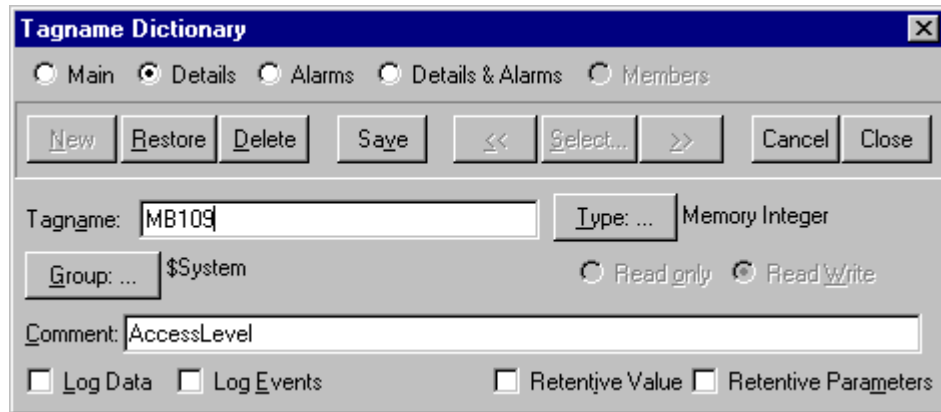 Tagname Dictionary
Main Details Alarms Details & Alarms Members
New Restore Delete Save << Select... >> Cancel Close
Tagname: MB109 Type: ... Memory Integer
Group: ... $System Read only Read Write
Comment: AccessLevel
Log Data Log Events Retentive Value Retentive Parameters